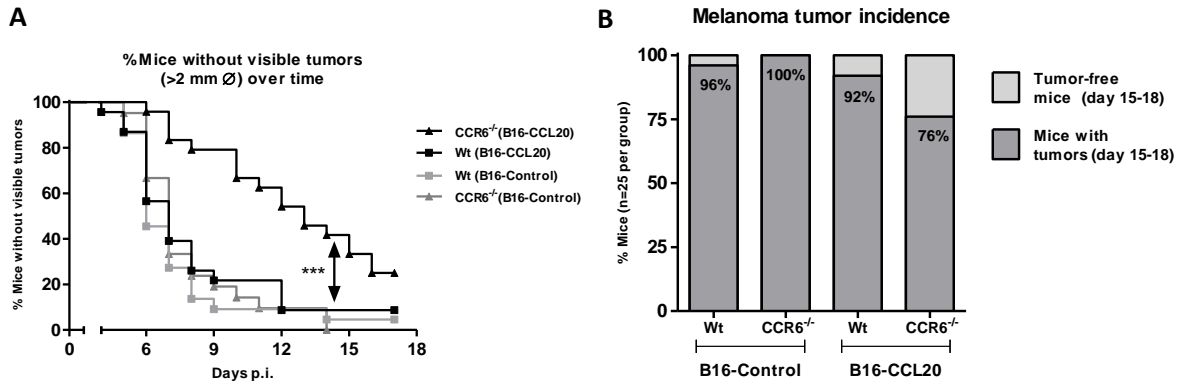 A
%Mice without visible tumors
(>2 mm Ø) over time
% Mice without visible tumors
100
80
60
40
20
0
0
6
9
12
15
18
Days p.i.
***
CCR6-/-(B16-CCL20)
Wt (B16-CCL20)
Wt (B16-Control)
CCR6-/-(B16-Control)
B
Melanoma tumor incidence
% Mice (n=25 per group)
100
75
50
25
0
96%
100%
92%
76%
Wt
CCR6-/-
Wt
CCR6-/-
B16-Control
B16-CCL20
Tumor-free
mice (day 15-18)
Mice with
tumors (day 15-18)